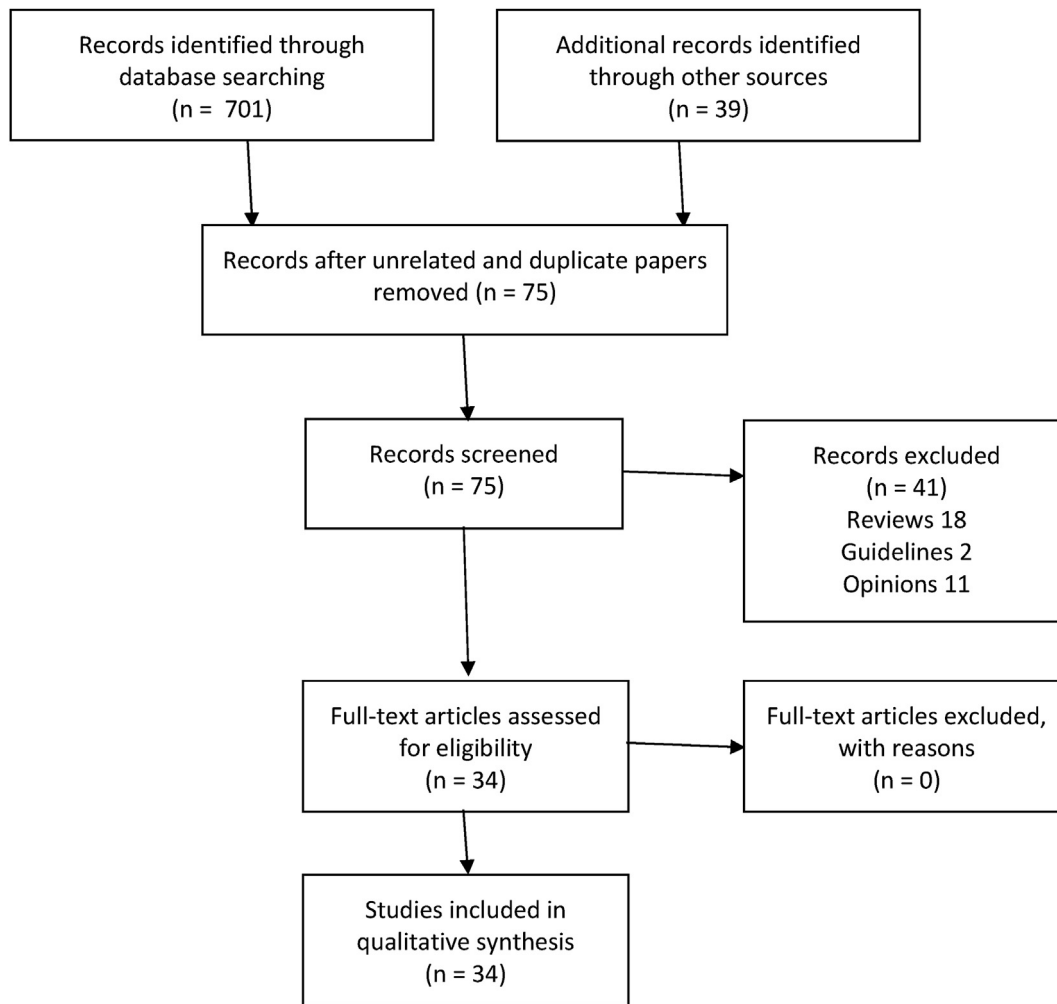 Records identified through
database searching
(n = 701)
Additional records identified
through other sources
(n = 39)
Records after unrelated and duplicate papers
removed (n = 75)
Records screened
(n = 75)
Records excluded
(n = 41)
Reviews 18
Guidelines 2
Opinions 11
Full-text articles assessed
for eligibility
(n = 34)
Full-text articles excluded,
with reasons
(n = 0)
Studies included in
qualitative synthesis
(n = 34)